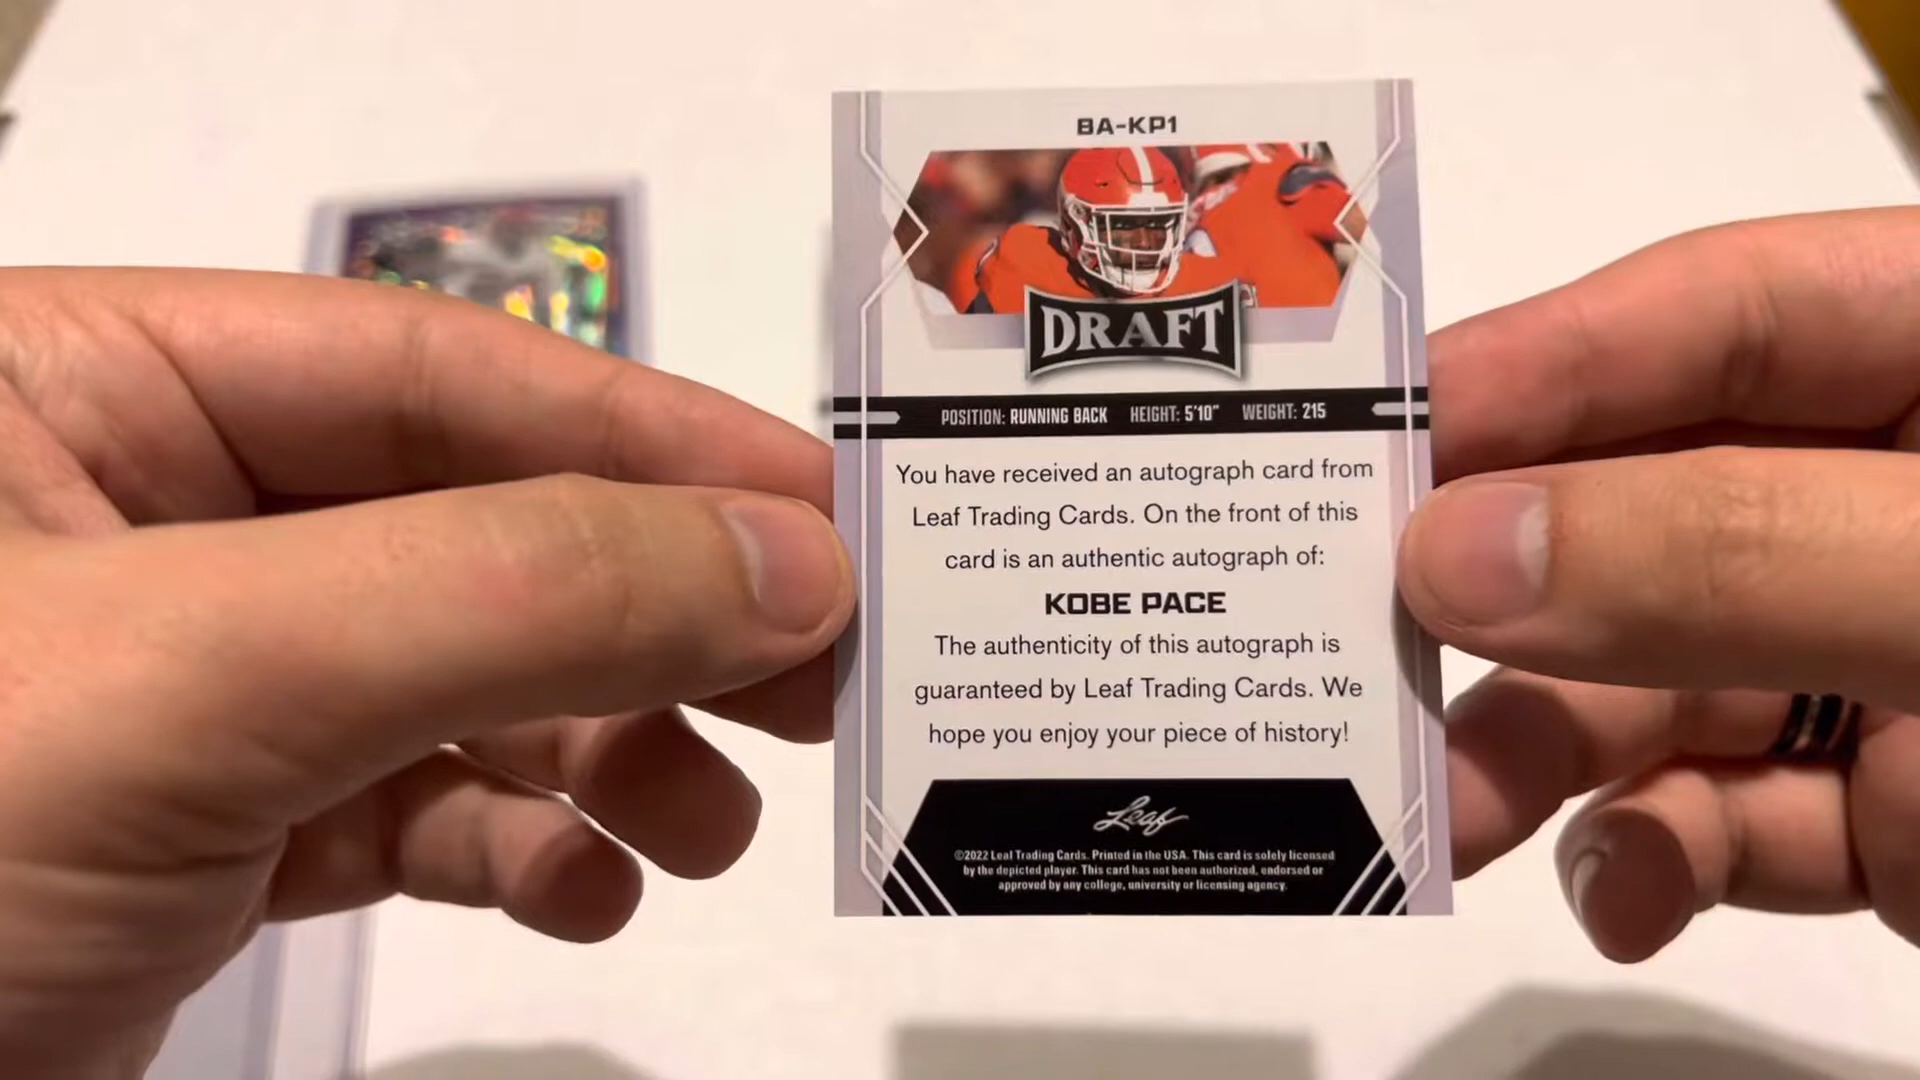 BA-KP1
DRAFT
POSITION: RUNNING BACK HEIGHT: 5'10" WEIGHT: 215
You have received an autograph card from
Leaf Trading Cards. On the front of this
card is an authentic autograph of:
KOBE PACE
The authenticity of this autograph is
guaranteed by Leaf Trading Cards. We
hope you enjoy your piece of history!
Leaf
©2022 Leaf Trading Cards. Printed in the USA. This card is solely licensed
by the depicted player. This card has not been authorized, endorsed or
approved by any college, university or licensing agency.